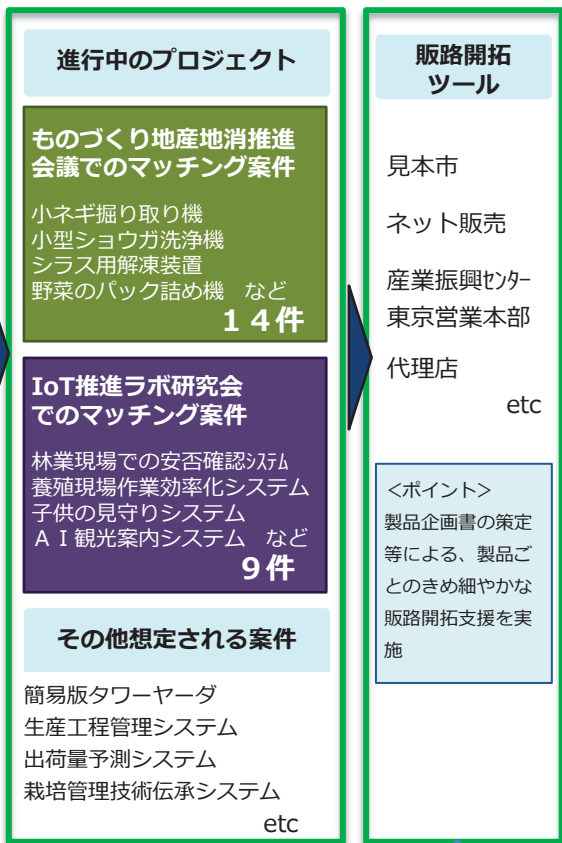 進行中のプロジェクト
ものづくり地産地消推進
会議でのマッチング案件
小ネギ掘り取り機
小型ショウガ洗浄機
シラス用解凍装置
野菜のパック詰め機　など
１４件
IoT推進ラボ研究会
でのマッチング案件
林業現場での安否確認ｼｽﾃﾑ
養殖現場作業効率化システム
子供の見守りシステム
ＡＩ観光案内システム　など
９件
その他想定される案件
簡易版タワーヤーダ
生産工程管理システム
出荷量予測システム
栽培管理技術伝承システム
etc
販路開拓
ツール
見本市
ネット販売
産業振興ｾﾝﾀｰ
東京営業本部
代理店
etc
＜ポイント＞
製品企画書の策定
等による、製品ご
とのきめ細やかな
販路開拓支援を実
施